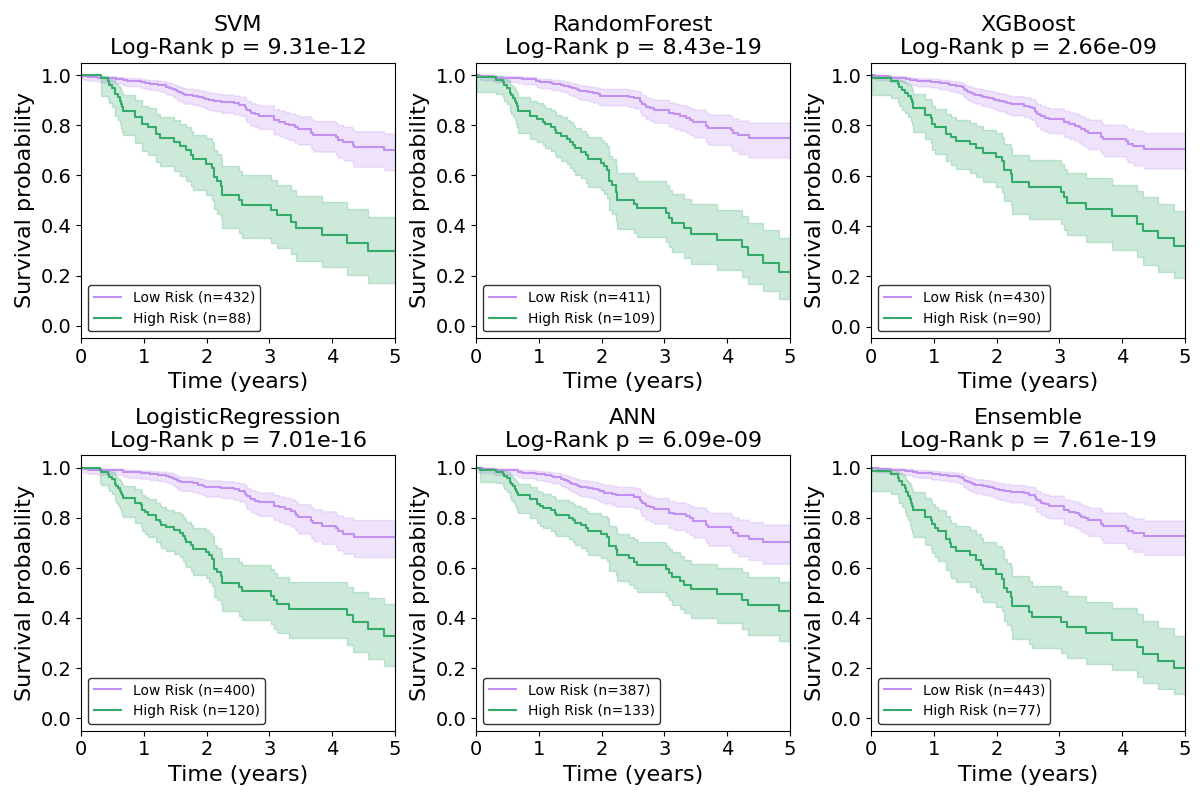 SVM
Log-Rank p = 9.31e-12
Survival probability
1.0
0.8
0.6
0.4
0.2
0.0
Low Risk (n=432)
High Risk (n=88)
0 1 2 3 4 5
Time (years)
RandomForest
Log-Rank p = 8.43e-19
Survival probability
1.0
0.8
0.6
0.4
0.2
0.0
Low Risk (n=411)
High Risk (n=109)
0 1 2 3 4 5
Time (years)
XGBoost
Log-Rank p = 2.66e-09
Survival probability
1.0
0.8
0.6
0.4
0.2
0.0
Low Risk (n=430)
High Risk (n=90)
0 1 2 3 4 5
Time (years)
LogisticRegression
Log-Rank p = 7.01e-16
Survival probability
1.0
0.8
0.6
0.4
0.2
0.0
Low Risk (n=400)
High Risk (n=120)
0 1 2 3 4 5
Time (years)
ANN
Log-Rank p = 6.09e-09
Survival probability
1.0
0.8
0.6
0.4
0.2
0.0
Low Risk (n=387)
High Risk (n=133)
0 1 2 3 4 5
Time (years)
Ensemble
Log-Rank p = 7.61e-19
Survival probability
1.0
0.8
0.6
0.4
0.2
0.0
Low Risk (n=443)
High Risk (n=77)
0 1 2 3 4 5
Time (years)